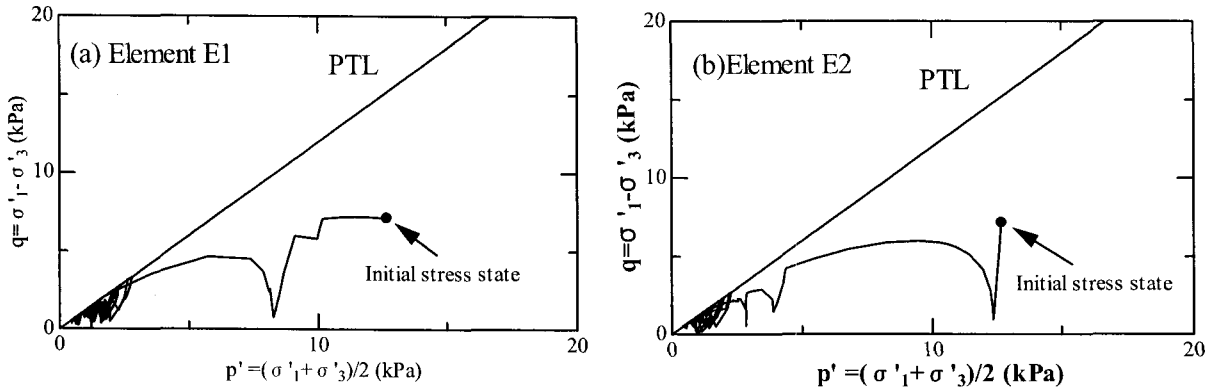 20
(a) Element E1
PTL
q= σ'1- σ'3 (kPa)
10
Initial stress state
0
0
10
20
p' =( σ'1+ σ'3)/2 (kPa)
20
(b)Element E2
PTL
q=σ'1-σ'3 (kPa)
10
Initial stress state
0
0
10
20
p' =( σ'1+ σ'3)/2 (kPa)